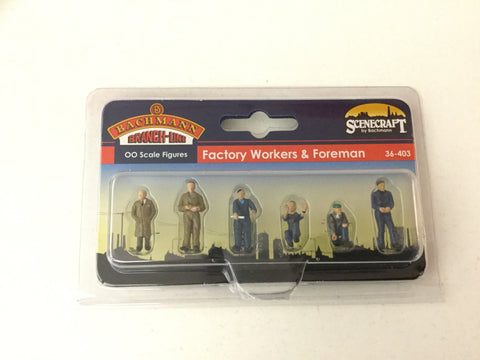 BACHMANN
BRANCH-LINE
OO Scale Figures
Factory Workers & Foreman
SCENECRAFT
by Bachmann
36-403